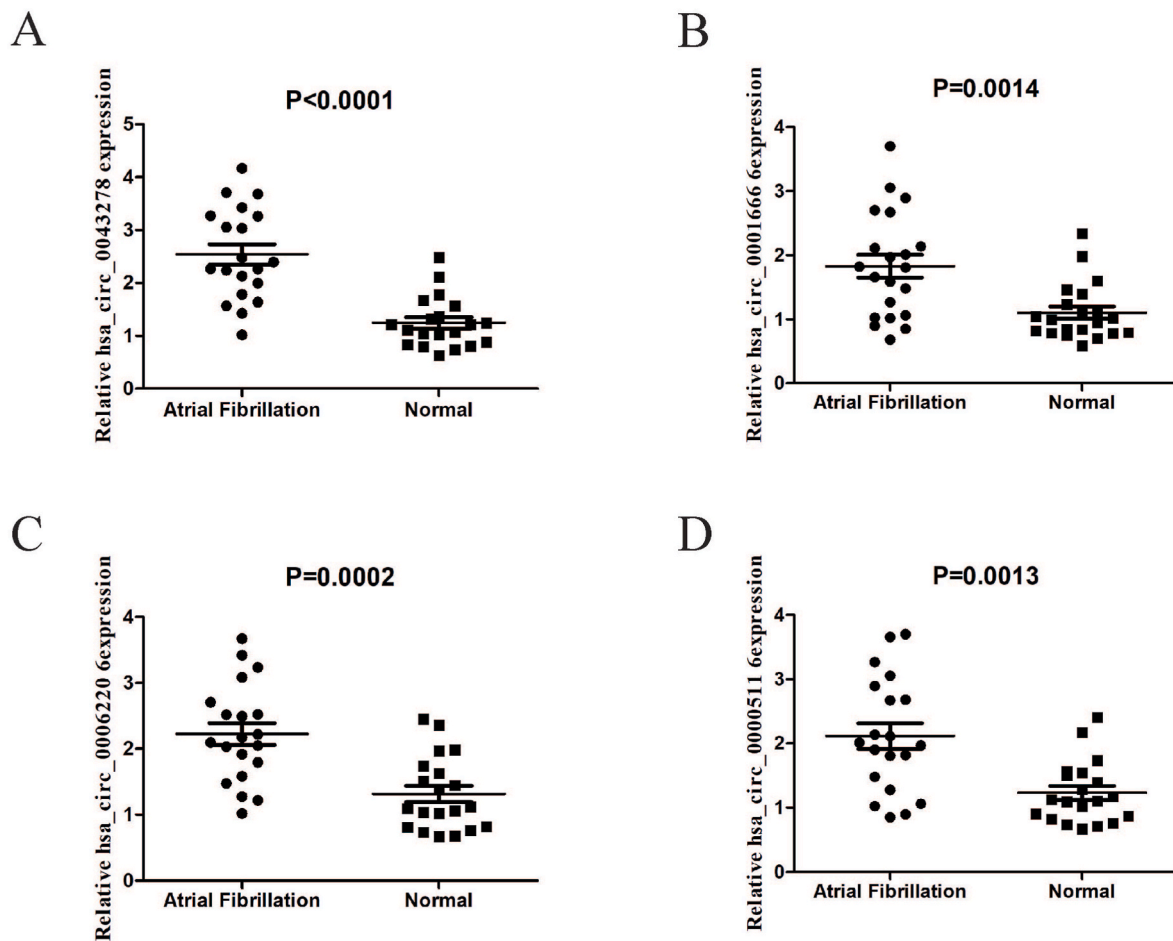 A
P<0.0001
Relative hsa_circ_0043278 expression
5
4
3
2
1
0
Atrial Fibrillation
Normal
B
P=0.0014
Relative hsa_circ_0001666 6expression
4
3
2
1
0
Atrial Fibrillation
Normal
C
P=0.0002
Relative hsa_circ_0006220 6expression
4
3
2
1
0
Atrial Fibrillation
Normal
D
P=0.0013
Relative hsa_circ_0000511 6expression
4
3
2
1
0
Atrial Fibrillation
Normal